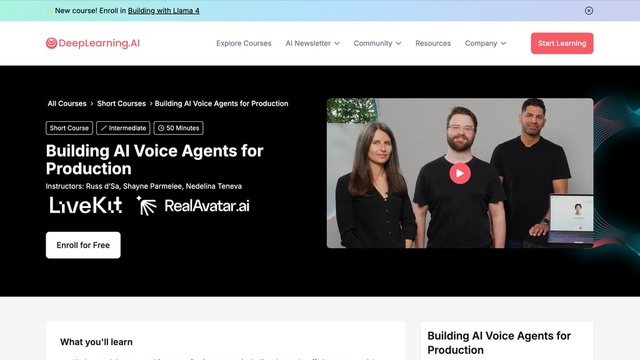 New course! Enroll in Building with Llama 4
DeepLearning.AI
Explore Courses
AI Newsletter
Community
Resources
Company
Start Learning
All Courses > Short Courses > Building AI Voice Agents for Production
Short Course
Intermediate
50 Minutes
Building AI Voice Agents for
Production
Instructors: Russ d'Sa, Shayne Parmelee, Nedelina Teneva
LiveKit
RealAvatar.ai
Enroll for Free
What you'll learn
Building AI Voice Agents for
Production